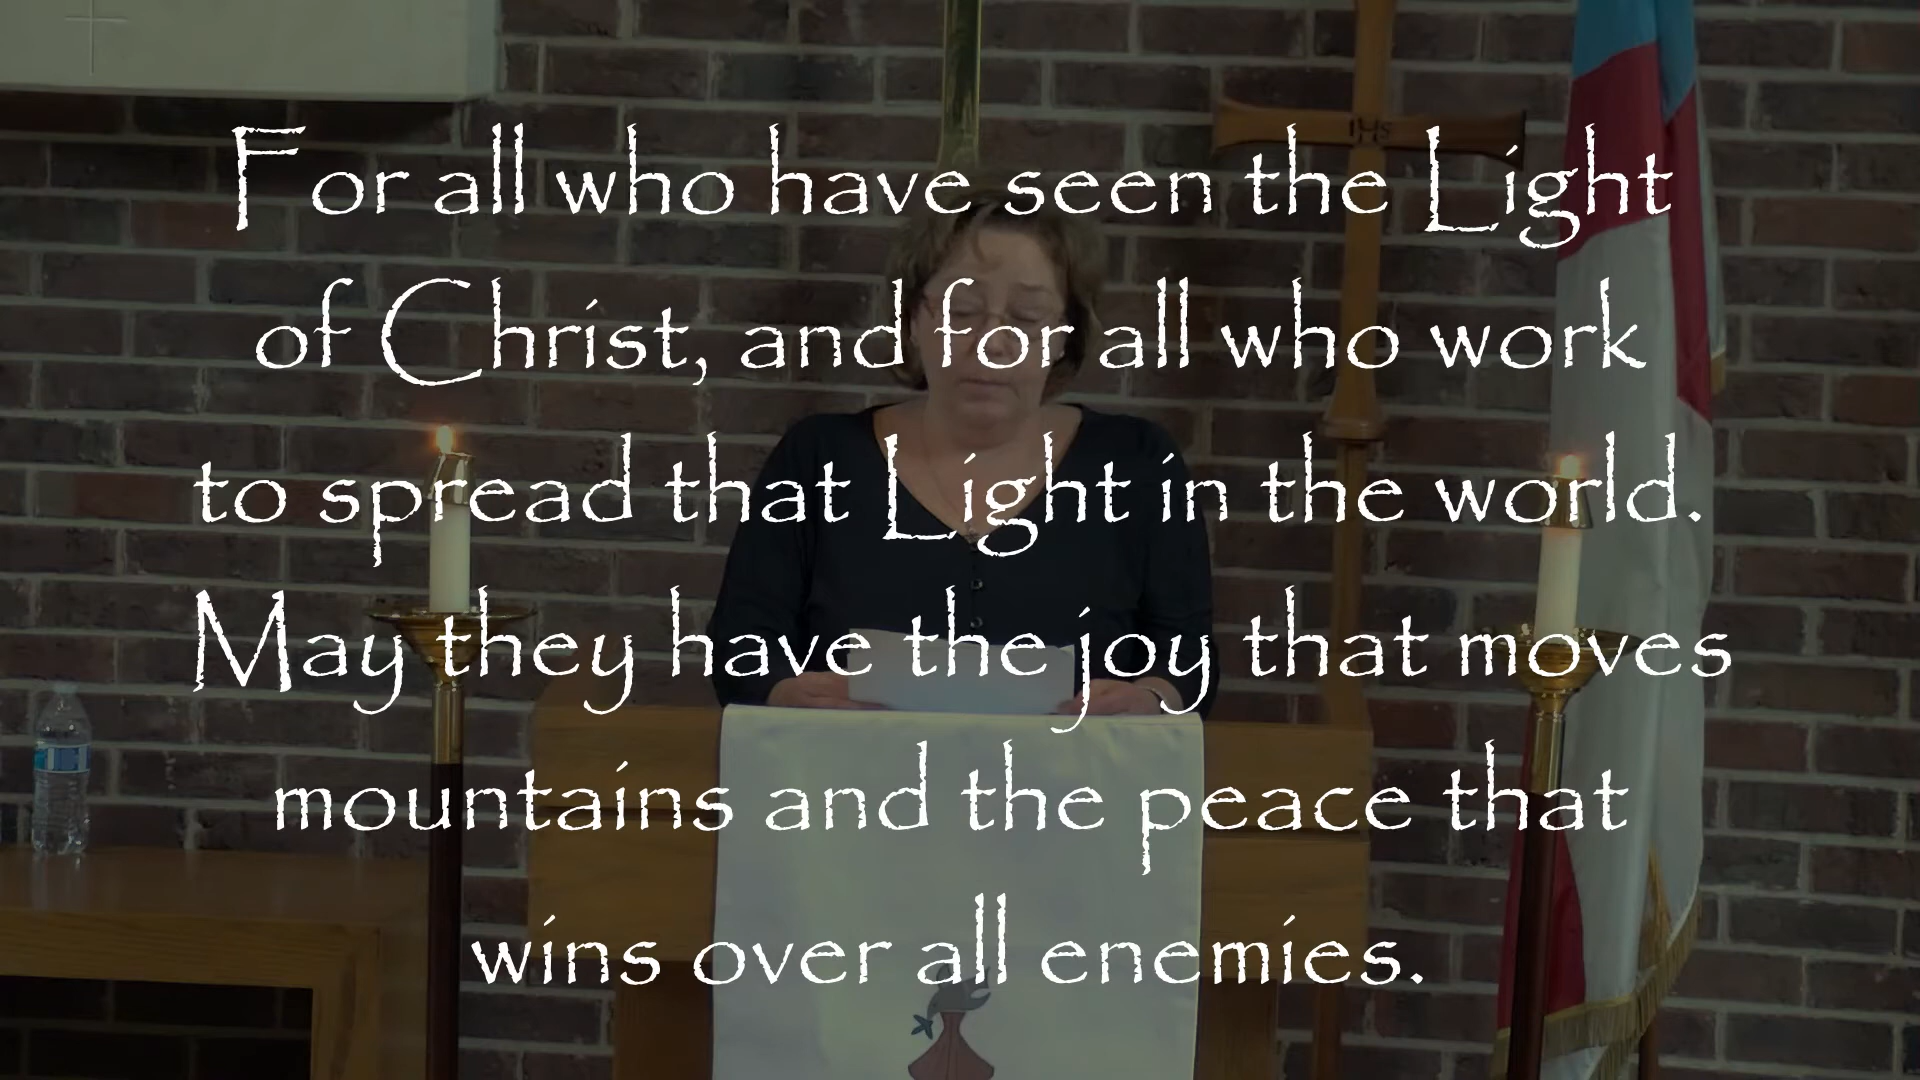 IHS
For all who have seen the Light
of Christ, and for all who work
to spread that Light in the world.
May they have the joy that moves
mountains and the peace that
wins over all enemies.